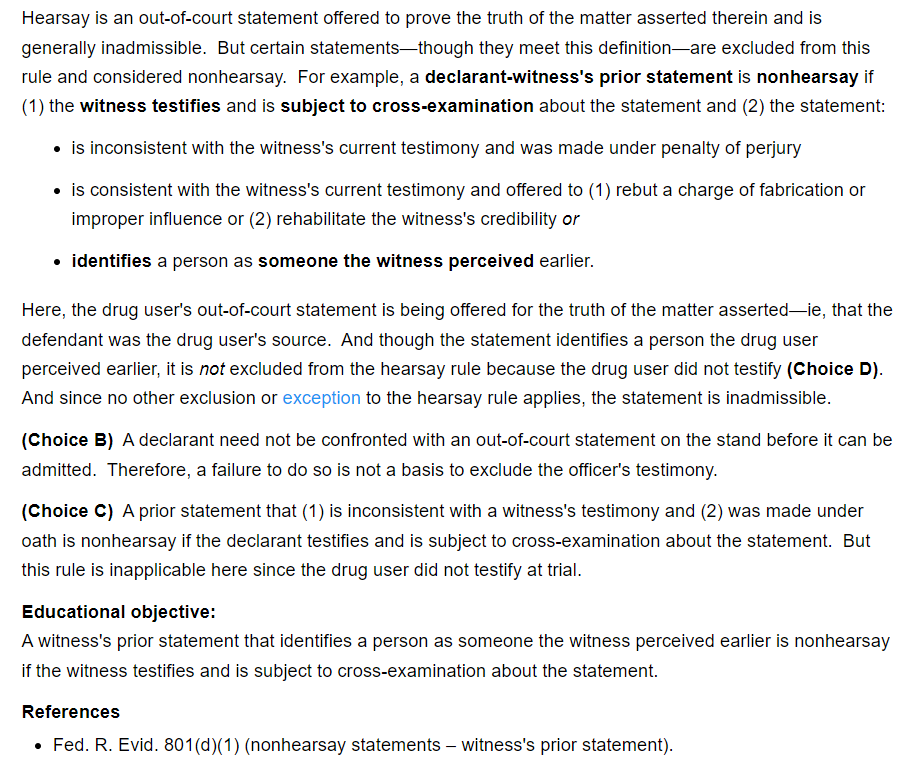 Hearsay is an out-of-court statement offered to prove the truth of the matter asserted therein and is
generally inadmissible.  But certain statements—though they meet this definition—are excluded from this
rule and considered nonhearsay.  For example, a declarant-witness's prior statement is nonhearsay if
(1) the witness testifies and is subject to cross-examination about the statement and (2) the statement:
• is inconsistent with the witness's current testimony and was made under penalty of perjury
• is consistent with the witness's current testimony and offered to (1) rebut a charge of fabrication or
improper influence or (2) rehabilitate the witness's credibility or
• identifies a person as someone the witness perceived earlier.
Here, the drug user's out-of-court statement is being offered for the truth of the matter asserted—ie, that the
defendant was the drug user's source.  And though the statement identifies a person the drug user
perceived earlier, it is not excluded from the hearsay rule because the drug user did not testify (Choice D).
And since no other exclusion or exception to the hearsay rule applies, the statement is inadmissible.
(Choice B)  A declarant need not be confronted with an out-of-court statement on the stand before it can be
admitted.  Therefore, a failure to do so is not a basis to exclude the officer's testimony.
(Choice C)  A prior statement that (1) is inconsistent with a witness's testimony and (2) was made under
oath is nonhearsay if the declarant testifies and is subject to cross-examination about the statement.  But
this rule is inapplicable here since the drug user did not testify at trial.
Educational objective:
A witness's prior statement that identifies a person as someone the witness perceived earlier is nonhearsay
if the witness testifies and is subject to cross-examination about the statement.
References
• Fed. R. Evid. 801(d)(1) (nonhearsay statements – witness's prior statement).